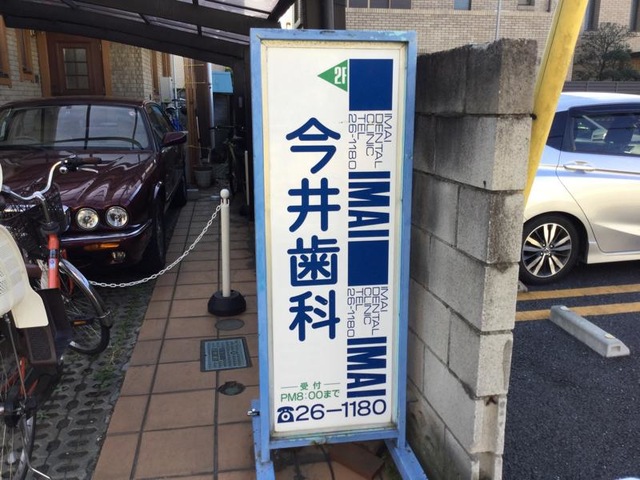 2F
今井歯科
IMAI
DENTAL
CLINIC
TEL
26-1180
IMAI
IMAI
DENTAL
CLINIC
TEL
26-1180
IMAI
受付
PM8:00まで
☎26-1180